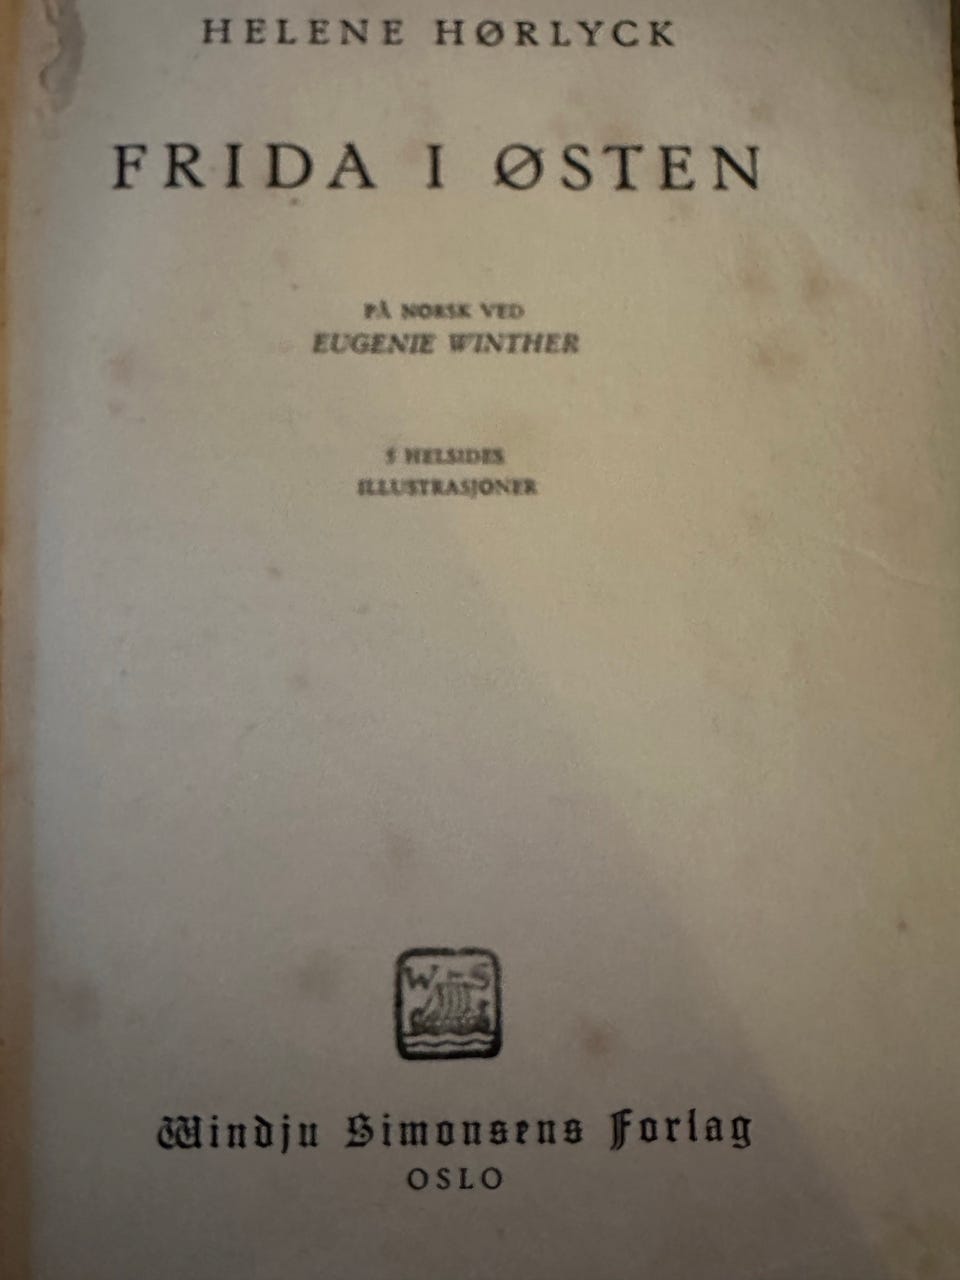 HELENE HØRLYCK
FRIDA I ØSTEN
PÅ NORSK VED
EUGENIE WINTHER
5 HELSIDES
ILLUSTRASJONER
W S
Windju Simonsens Forlag
OSLO